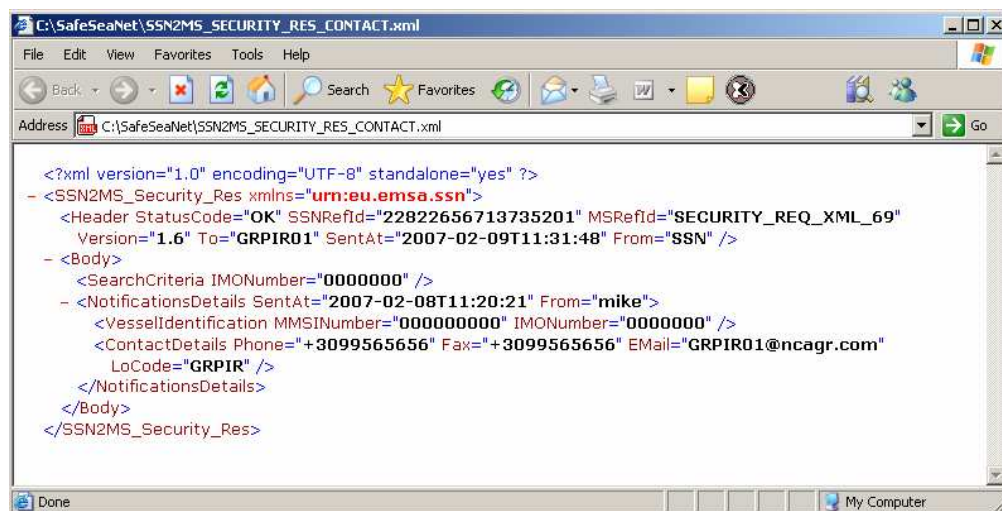 C:\SafeSeaNet\SSN2MS_SECURITY_RES_CONTACT.xml
File Edit View Favorites Tools Help
Back Search Favorites
Address C:\SafeSeaNet\SSN2MS_SECURITY_RES_CONTACT.xml Go
<?xml version="1.0" encoding="UTF-8" standalone="yes" ?>
- <SSN2MS_Security_Res xmlns="urn:eu.emsa.ssn">
<Header StatusCode="OK" SSNRefId="22822656713735201" MSRefId="SECURITY_REQ_XML_69"
Version="1.6" To="GRPIR01" SentAt="2007-02-09T11:31:48" From="SSN" />
- <Body>
<SearchCriteria IMONumber="0000000" />
- <NotificationsDetails SentAt="2007-02-08T11:20:21" From="mike">
<VesselIdentification MMSINumber="000000000" IMONumber="0000000" />
<ContactDetails Phone="+3099565656" Fax="+3099565656" EMail="GRPIR01@ncagr.com"
LoCode="GRPIR" />
</NotificationsDetails>
</Body>
</SSN2MS_Security_Res>
Done My Computer